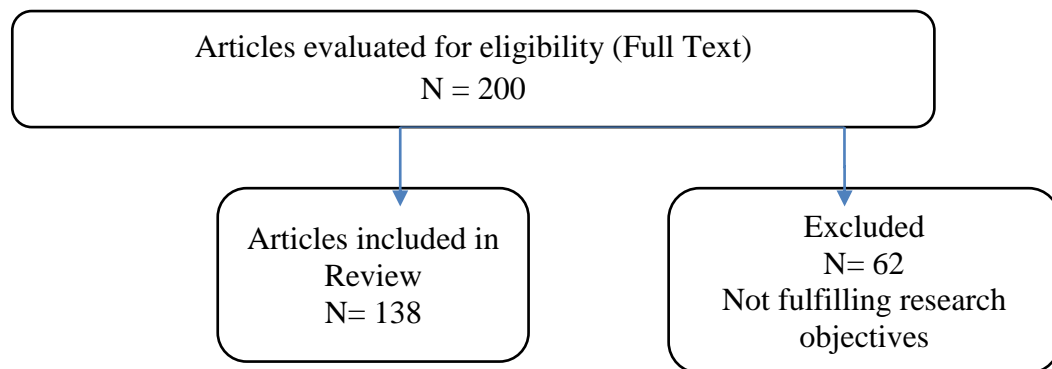 Articles evaluated for eligibility (Full Text)
N = 200
Articles included in
Review
N= 138
Excluded
N= 62
Not fulfilling research
objectives